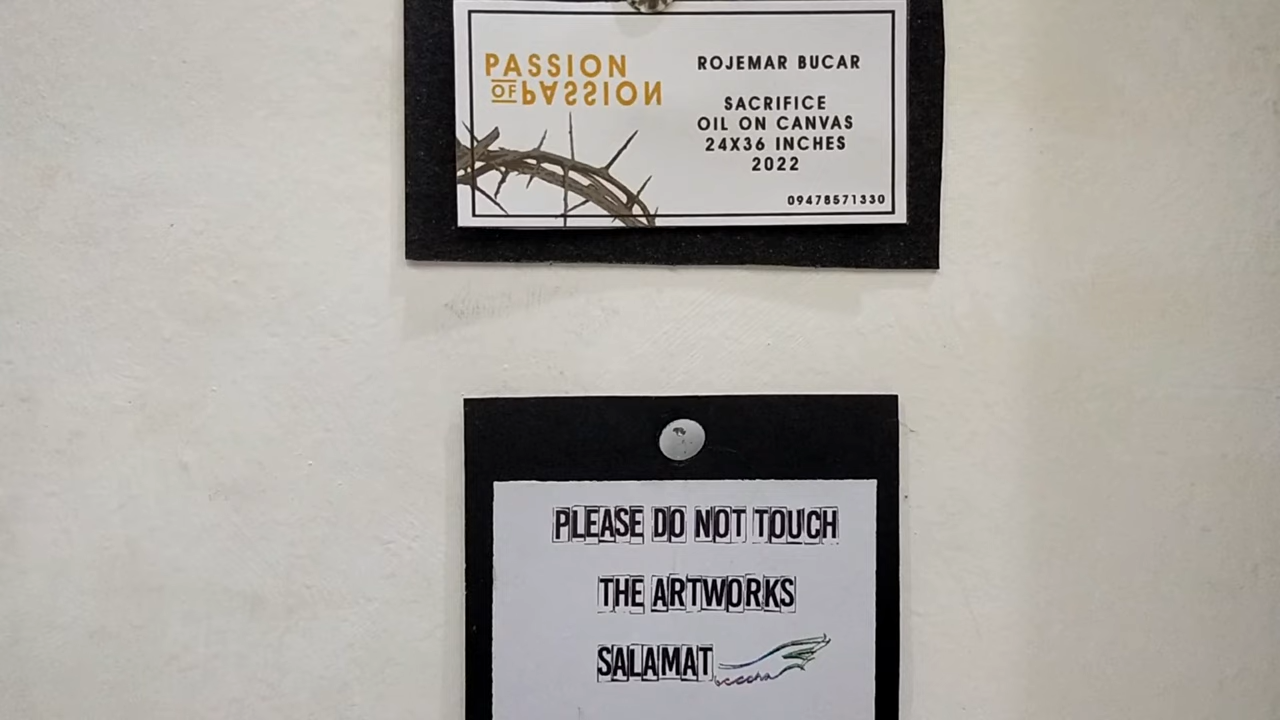 PASSION
OF PASSION
ROJEMAR BUCAR
SACRIFICE
OIL ON CANVAS
24X36 INCHES
2022
09478571330
PLEASE DO NOT TOUCH
THE ARTWORKS
SALAMAT